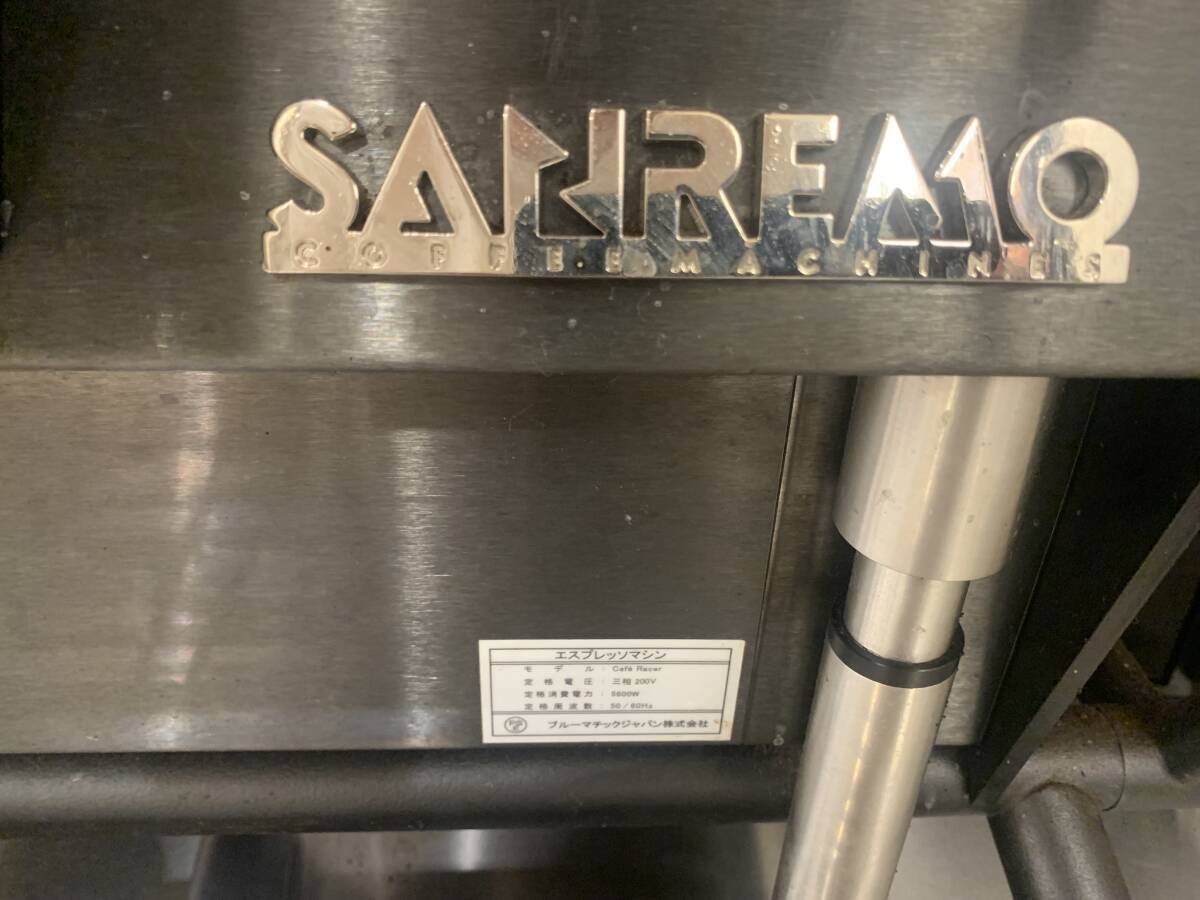 SANREMO
COFFEE MACHINES
エスプレッソマシン
モデル : Café Racer
定格電圧 : 三相 200V
定格消費電力 : 5600W
定格周波数 : 50 / 60Hz
ブルーマチックジャパン株式会社